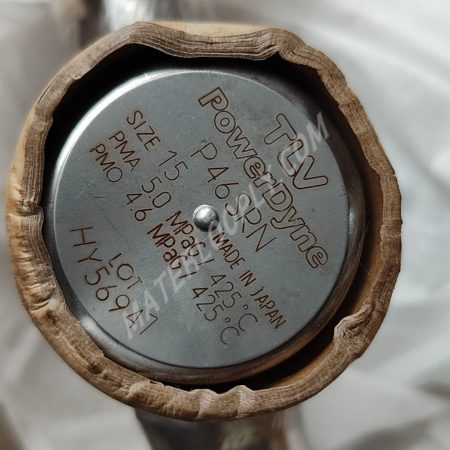 TLV
PowerDyne
P46SRN
MADE IN JAPAN
SIZE 15
PMA 5.0 MPaG 425°C
PMO 4.6 MPaG 425°C
LOT